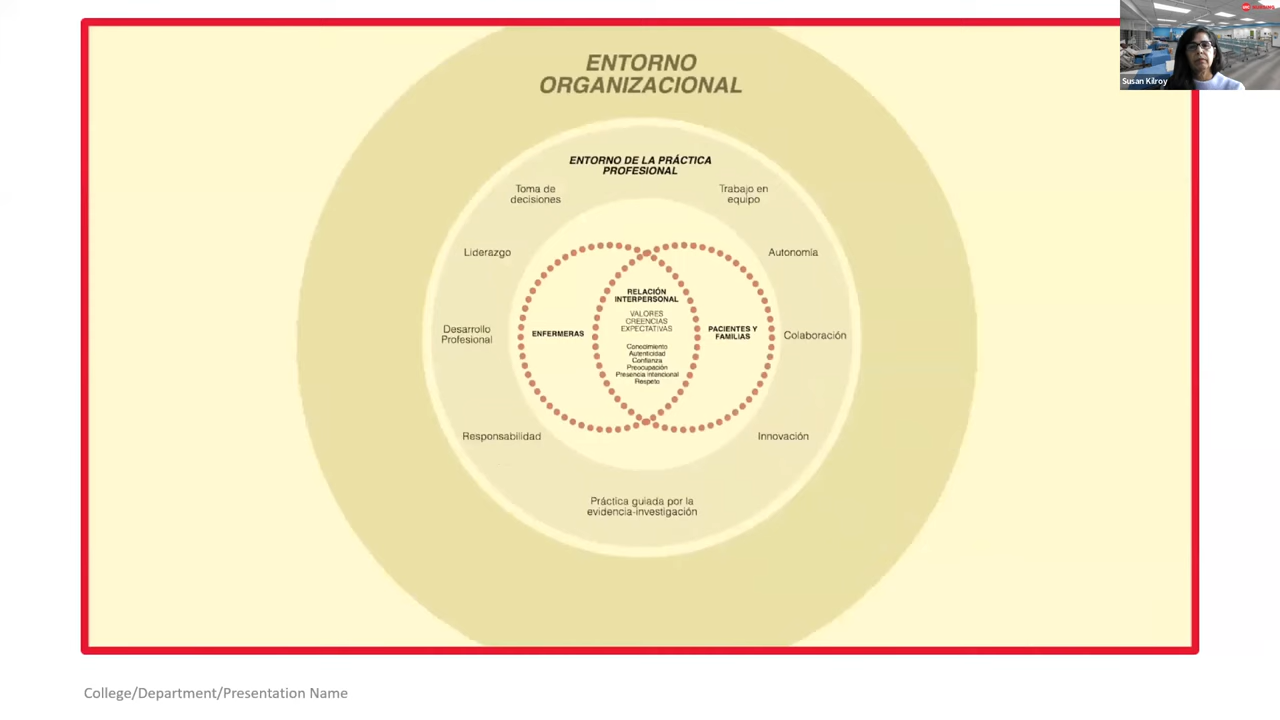 ENTORNO
ORGANIZACIONAL
Susan Kilroy
ENTORNO DE LA PRÁCTICA
PROFESIONAL
Toma de
decisiones
Trabajo en
equipo
Liderazgo
Autonomía
RELACIÓN
INTERPERSONAL
VALORES
CREENCIAS
EXPECTATIVAS
ENFERMERAS
PACIENTES Y
FAMILIAS
Desarrollo
Profesional
Colaboración
Conocimiento
Autenticidad
Confianza
Preocupación
Presencia intencional
Respeto
Responsabilidad
Innovación
Práctica guiada por la
evidencia-investigación
College/Department/Presentation Name